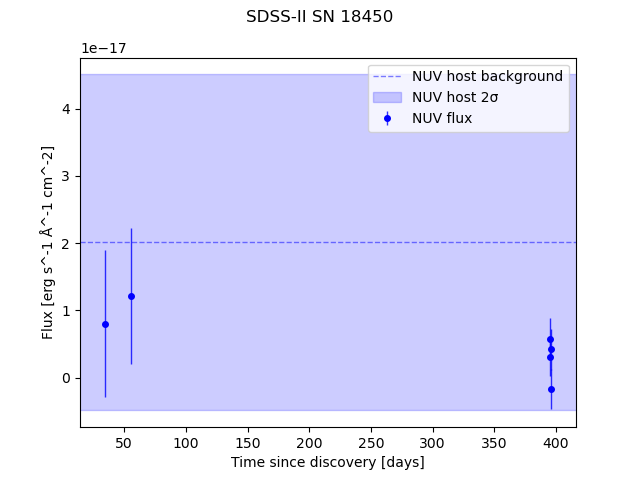 SDSS-II SN 18450
1e−17
NUV host background
NUV host 2σ
NUV flux
4
3
2
1
0
Flux [erg s^-1 Å^-1 cm^-2]
50 100 150 200 250 300 350 400
Time since discovery [days]